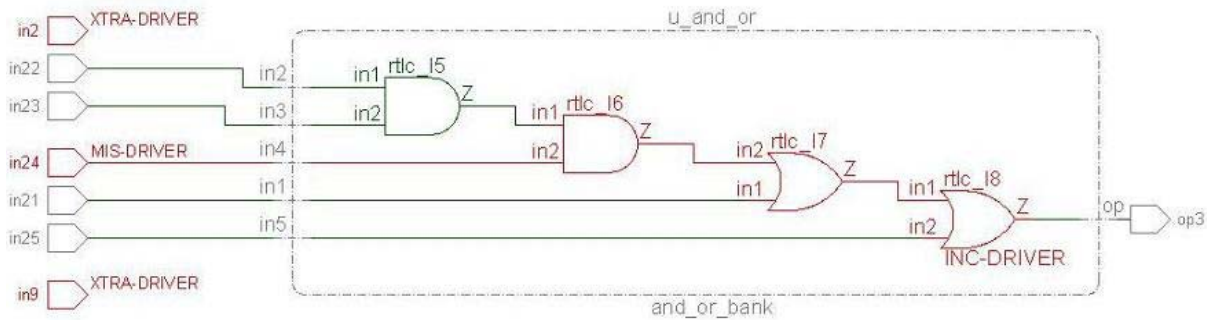 in2 XTRA-DRIVER
u_and_or
in22
in2 in1 rtlc_I5
Z
in23
in3 in2
in1 rtlc_I6
Z
in24 MIS-DRIVER
in4 in2
in2 rtlc_I7
Z
in21
in1 in1
in1 rtlc_I8
Z
op
op3
in25
in5 in2
INC-DRIVER
in9 XTRA-DRIVER
and_or_bank